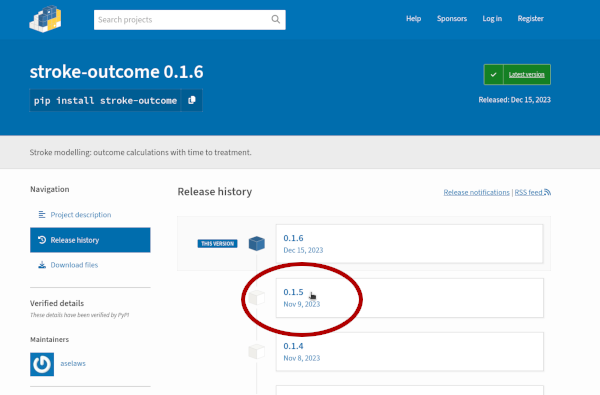 Search projects
Help Sponsors Log in Register
stroke-outcome 0.1.6
pip install stroke-outcome
Latest version
Released: Dec 15, 2023
Stroke modelling: outcome calculations with time to treatment.
Navigation
Project description
Release history
Download files
Verified details
These details have been verified by PyPI
Maintainers
aselaws
Release history
Release notifications | RSS feed
THIS VERSION
0.1.6
Dec 15, 2023
0.1.5
Nov 9, 2023
0.1.4
Nov 8, 2023